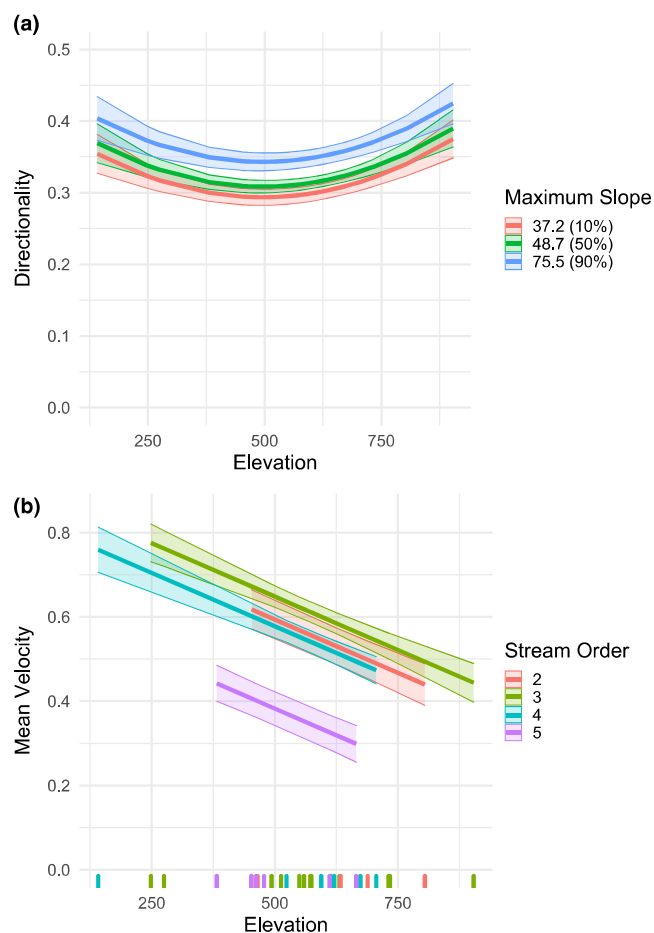 (a)
0.5
0.4
0.3
0.2
0.1
0.0
Directionality
250 500 750
Elevation
Maximum Slope
37.2 (10%)
48.7 (50%)
75.5 (90%)
(b)
0.8
0.6
0.4
0.2
0.0
Mean Velocity
250 500 750
Elevation
Stream Order
2
3
4
5